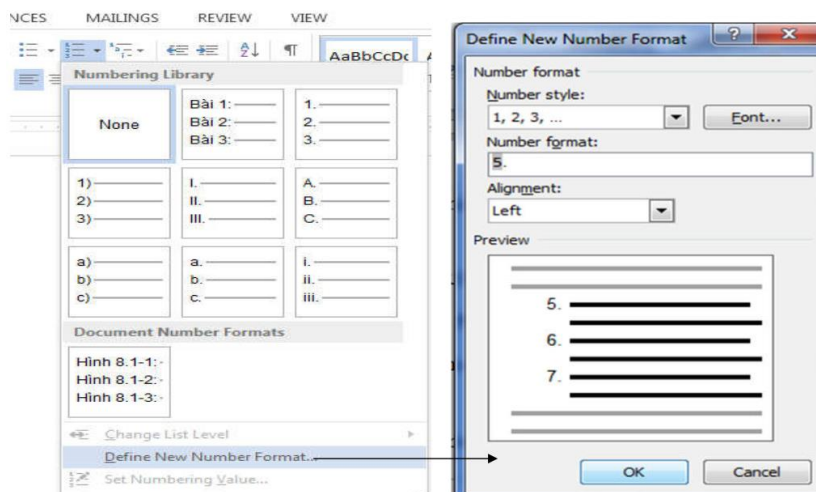 NCES MAILINGS REVIEW VIEW
AaBbCcDc
Numbering Library
None
Bài 1:
Bài 2:
Bài 3:
1.
2.
3.
1)
2)
3)
I.
II.
III.
A.
B.
C.
a)
b)
c)
a.
b.
c.
i.
ii.
iii.
Document Number Formats
Hình 8.1-1:
Hình 8.1-2:
Hình 8.1-3:
Change List Level
Define New Number Format...
Set Numbering Value...
Define New Number Format
Number format
Number style:
1, 2, 3, ...
Font...
Number format:
5.
Alignment:
Left
Preview
5.
6.
7.
OK Cancel